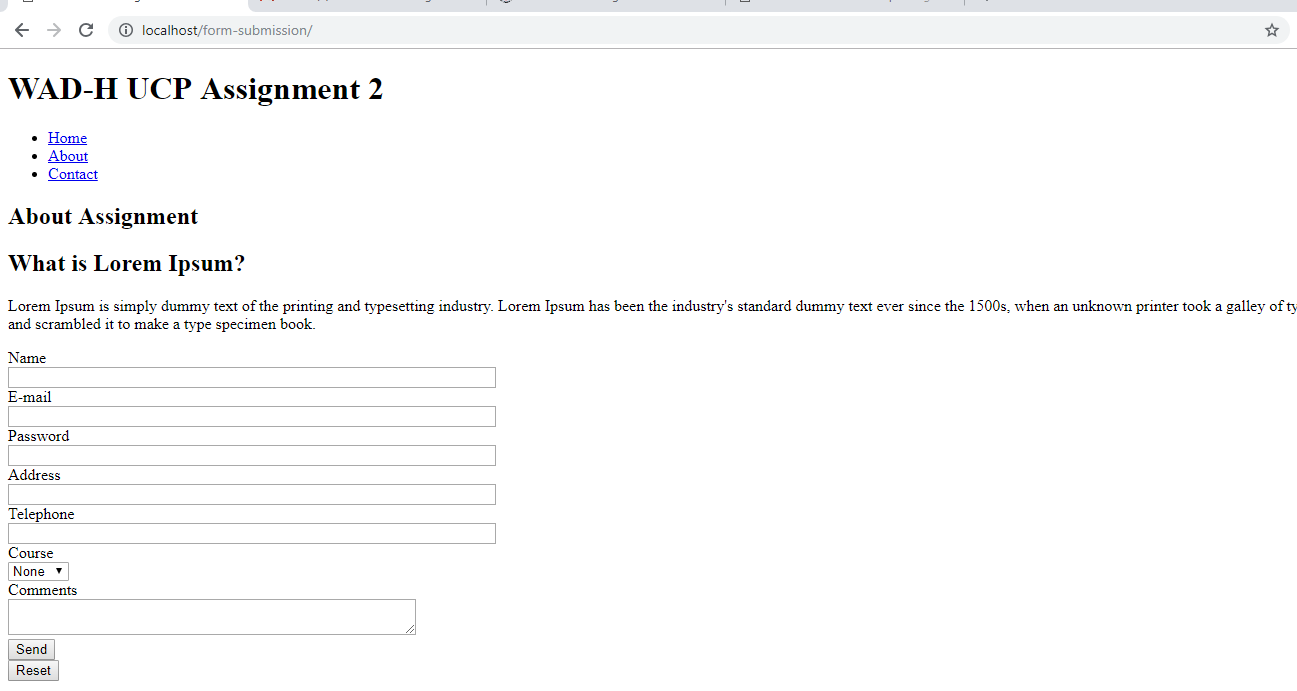 localhost/form-submission/
WAD-H UCP Assignment 2
Home
About
Contact
About Assignment
What is Lorem Ipsum?
Lorem Ipsum is simply dummy text of the printing and typesetting industry. Lorem Ipsum has been the industry's standard dummy text ever since the 1500s, when an unknown printer took a galley of ty
and scrambled it to make a type specimen book.
Name
E-mail
Password
Address
Telephone
Course
None
Comments
Send
Reset